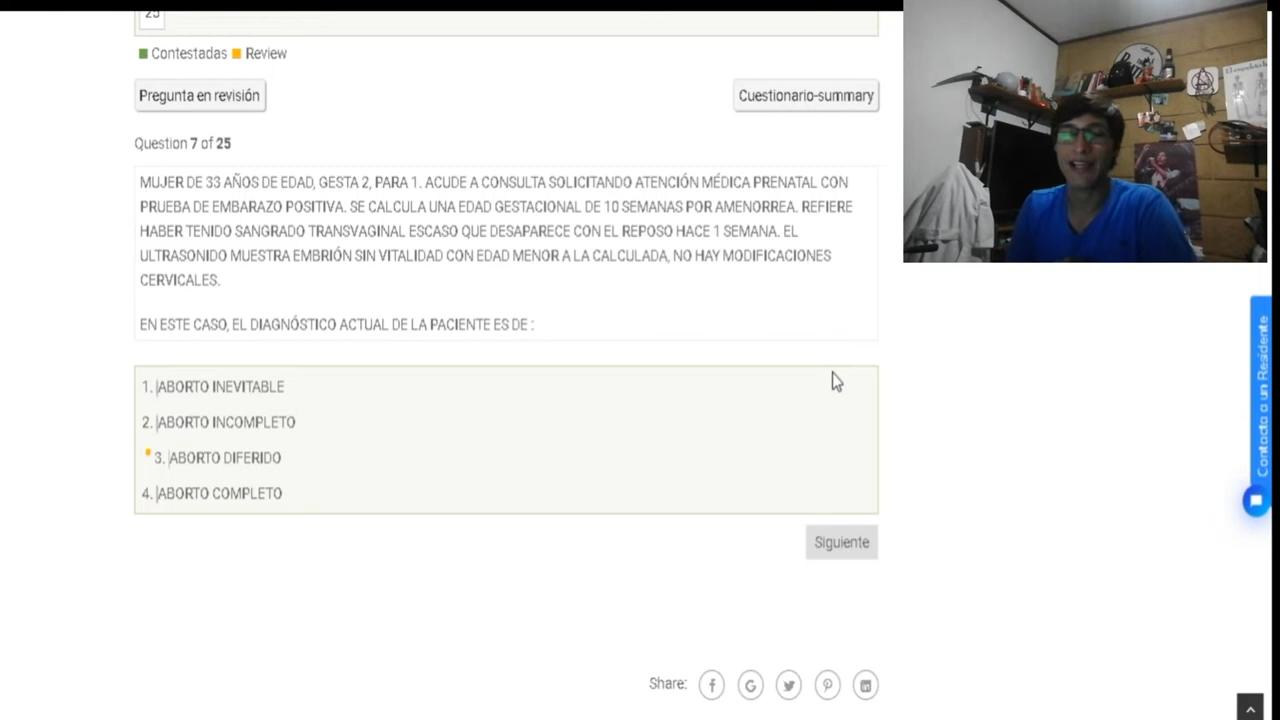 25
Contestadas Review
Pregunta en revisión
Cuestionario-summary
Question 7 of 25
MUJER DE 33 AÑOS DE EDAD, GESTA 2, PARA 1. ACUDE A CONSULTA SOLICITANDO ATENCIÓN MÉDICA PRENATAL CON
PRUEBA DE EMBARAZO POSITIVA. SE CALCULA UNA EDAD GESTACIONAL DE 10 SEMANAS POR AMENORREA. REFIERE
HABER TENIDO SANGRADO TRANSVAGINAL ESCASO QUE DESAPARECE CON EL REPOSO HACE 1 SEMANA. EL
ULTRASONIDO MUESTRA EMBRIÓN SIN VITALIDAD CON EDAD MENOR A LA CALCULADA, NO HAY MODIFICACIONES
CERVICALES.
EN ESTE CASO, EL DIAGNÓSTICO ACTUAL DE LA PACIENTE ES DE :
1. ABORTO INEVITABLE
2. ABORTO INCOMPLETO
3. ABORTO DIFERIDO
4. ABORTO COMPLETO
Siguiente
Contacta a un Residente
Share: